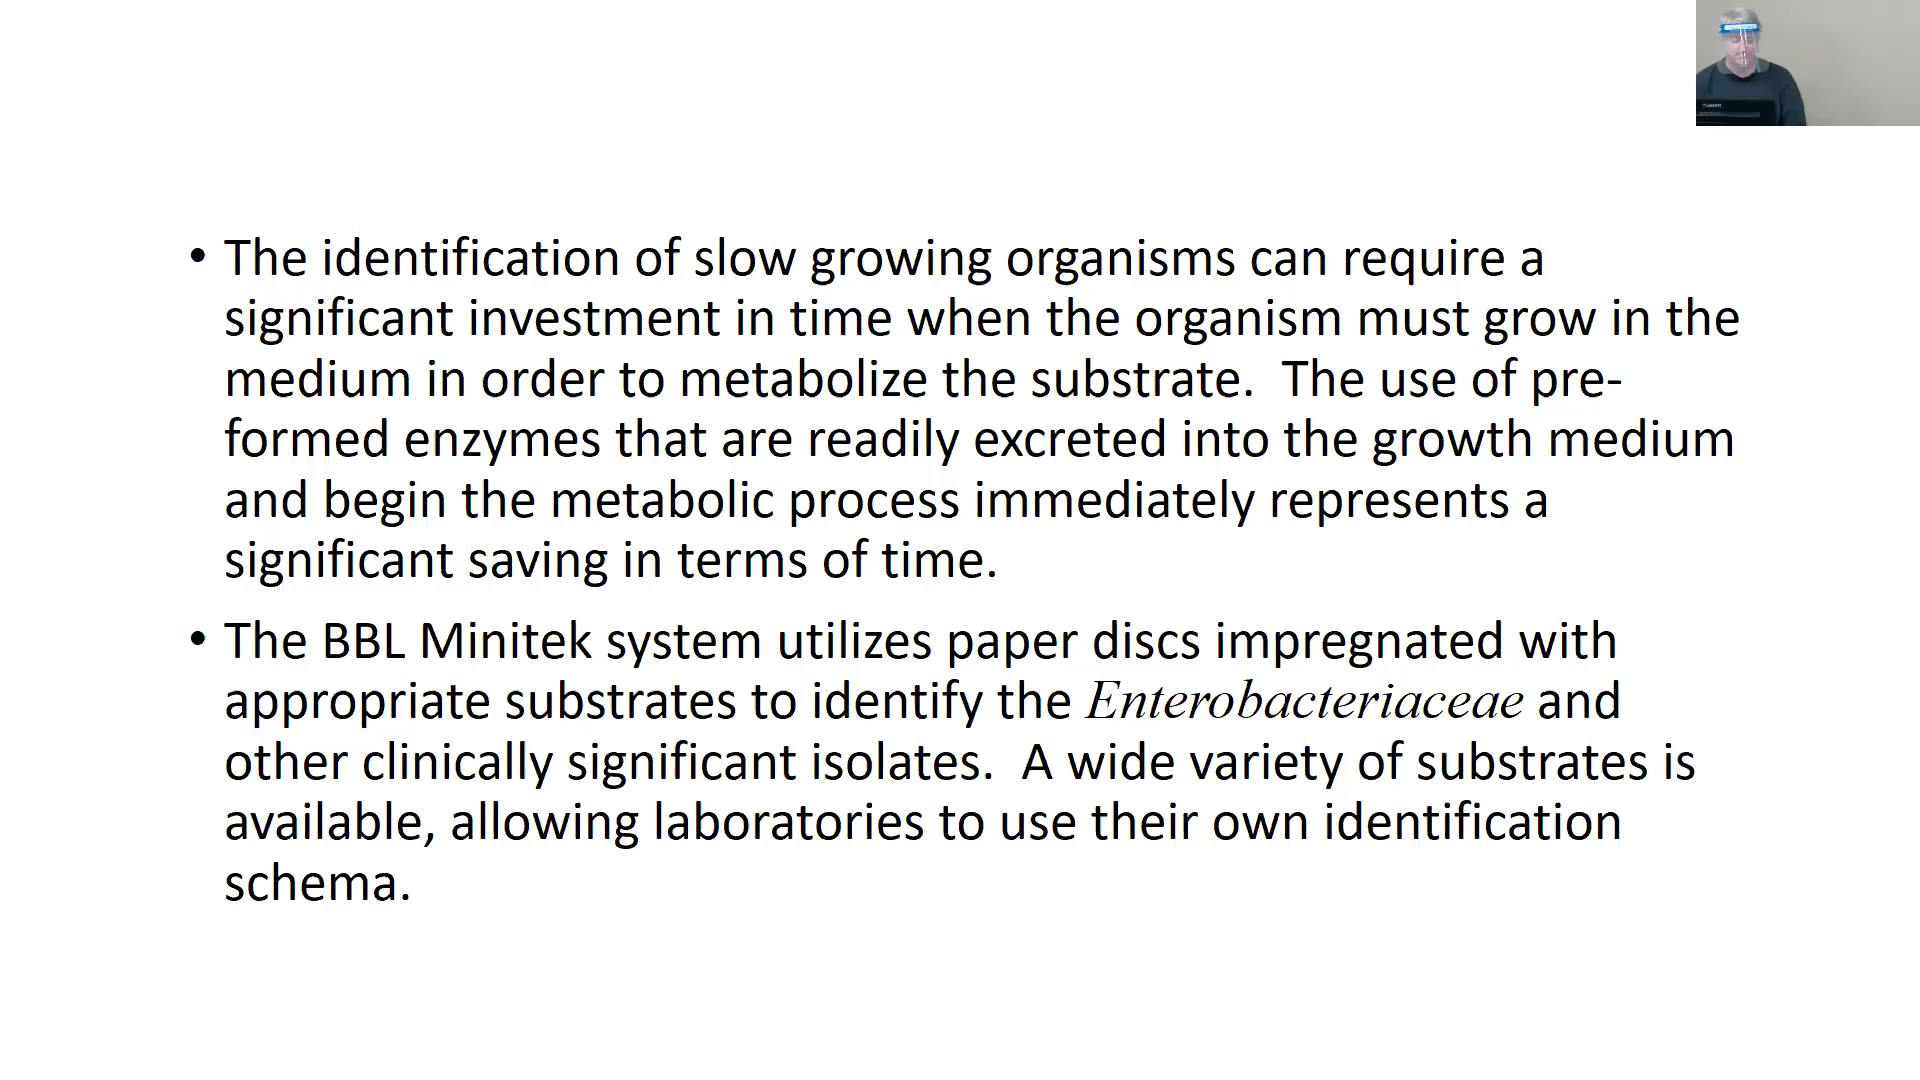 • The identification of slow growing organisms can require a
significant investment in time when the organism must grow in the
medium in order to metabolize the substrate.  The use of pre-
formed enzymes that are readily excreted into the growth medium
and begin the metabolic process immediately represents a
significant saving in terms of time.
• The BBL Minitek system utilizes paper discs impregnated with
appropriate substrates to identify the Enterobacteriaceae and
other clinically significant isolates.  A wide variety of substrates is
available, allowing laboratories to use their own identification
schema.